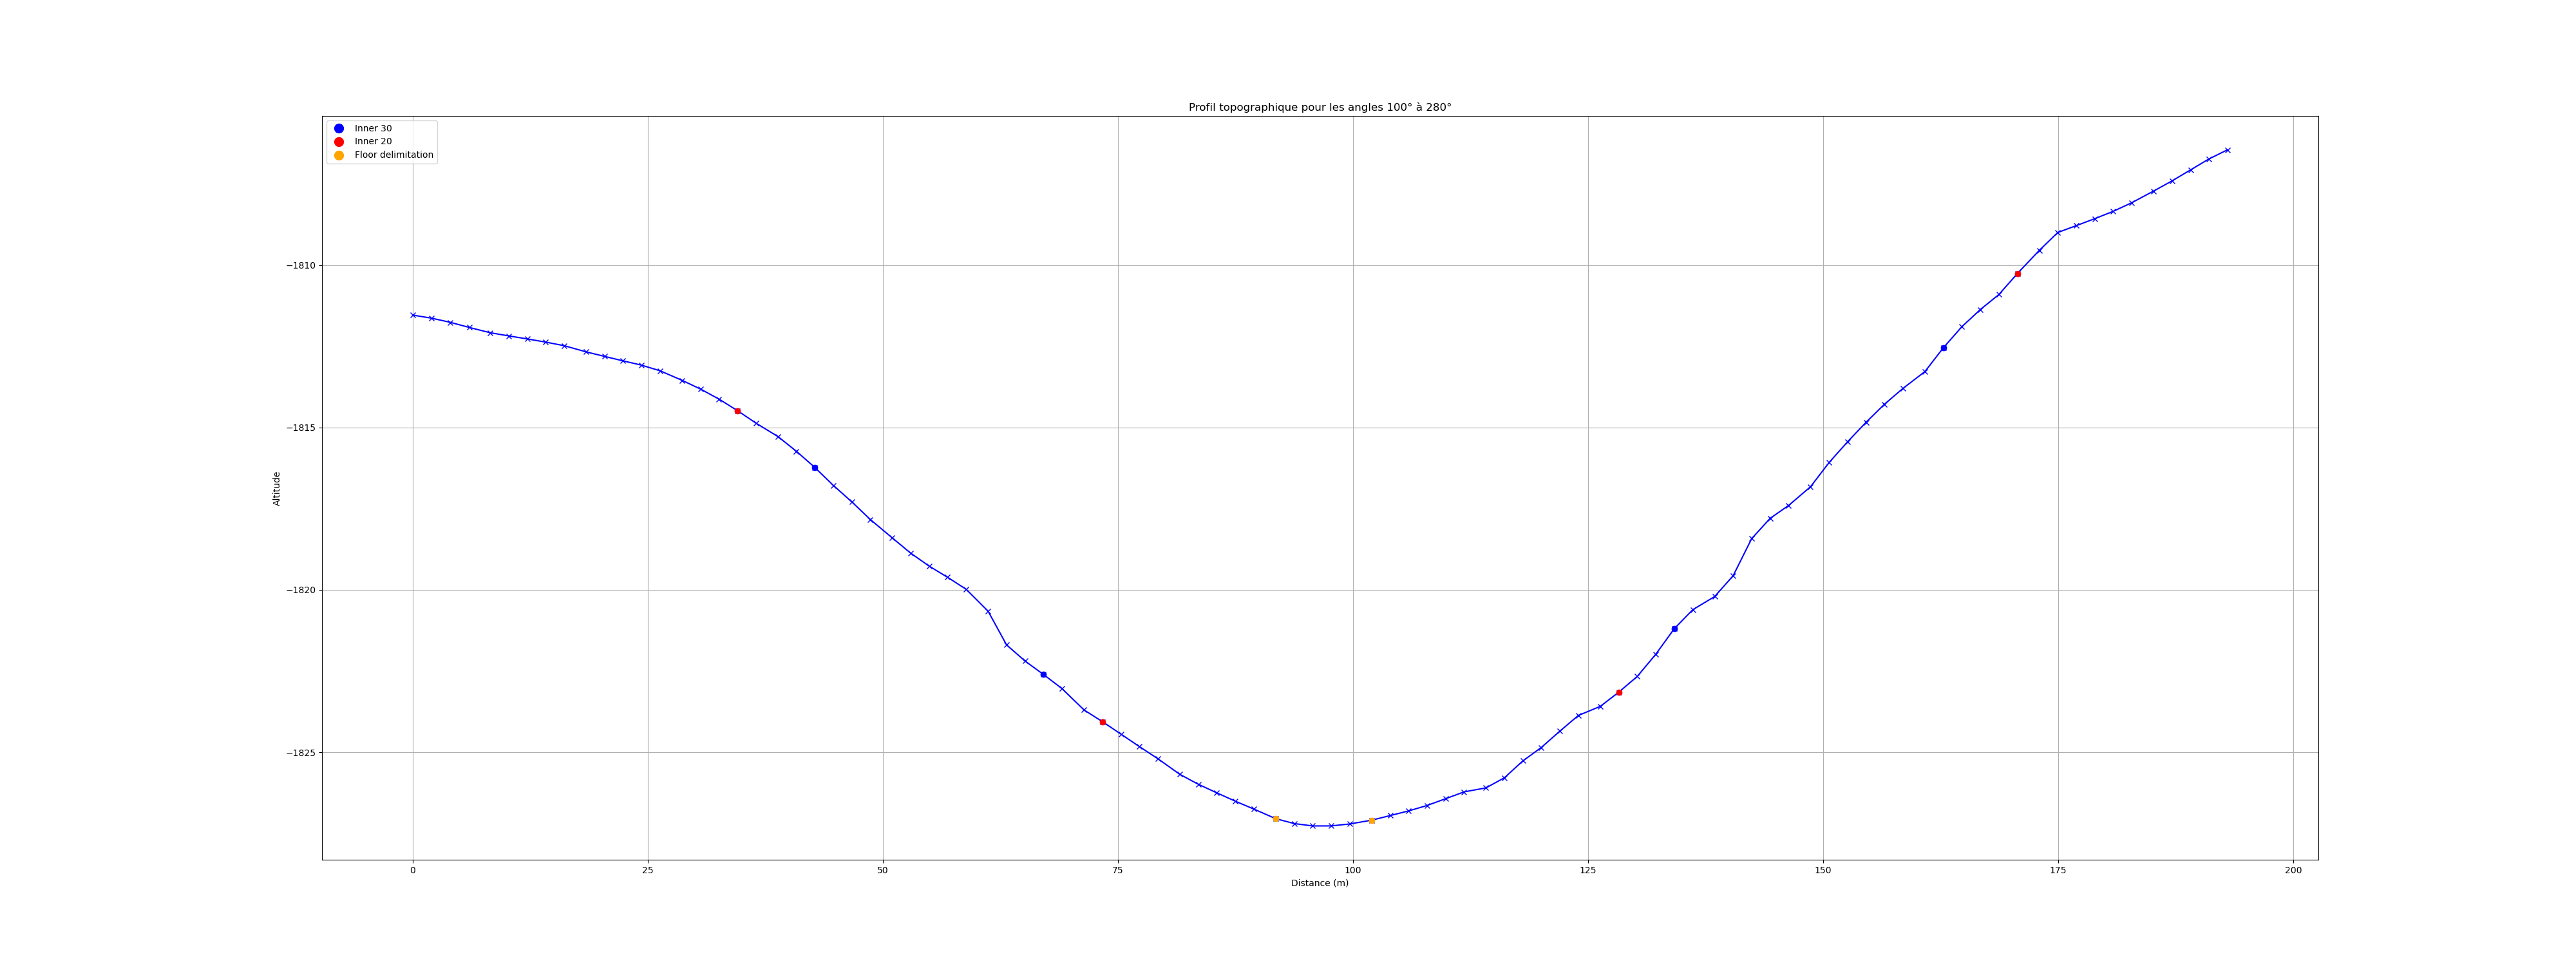 Profil topographique pour les angles 100° à 280°
Inner 30
Inner 20
Floor delimitation
−1810
−1815
−1820
−1825
Altitude
0 25 50 75 100 125 150 175 200
Distance (m)